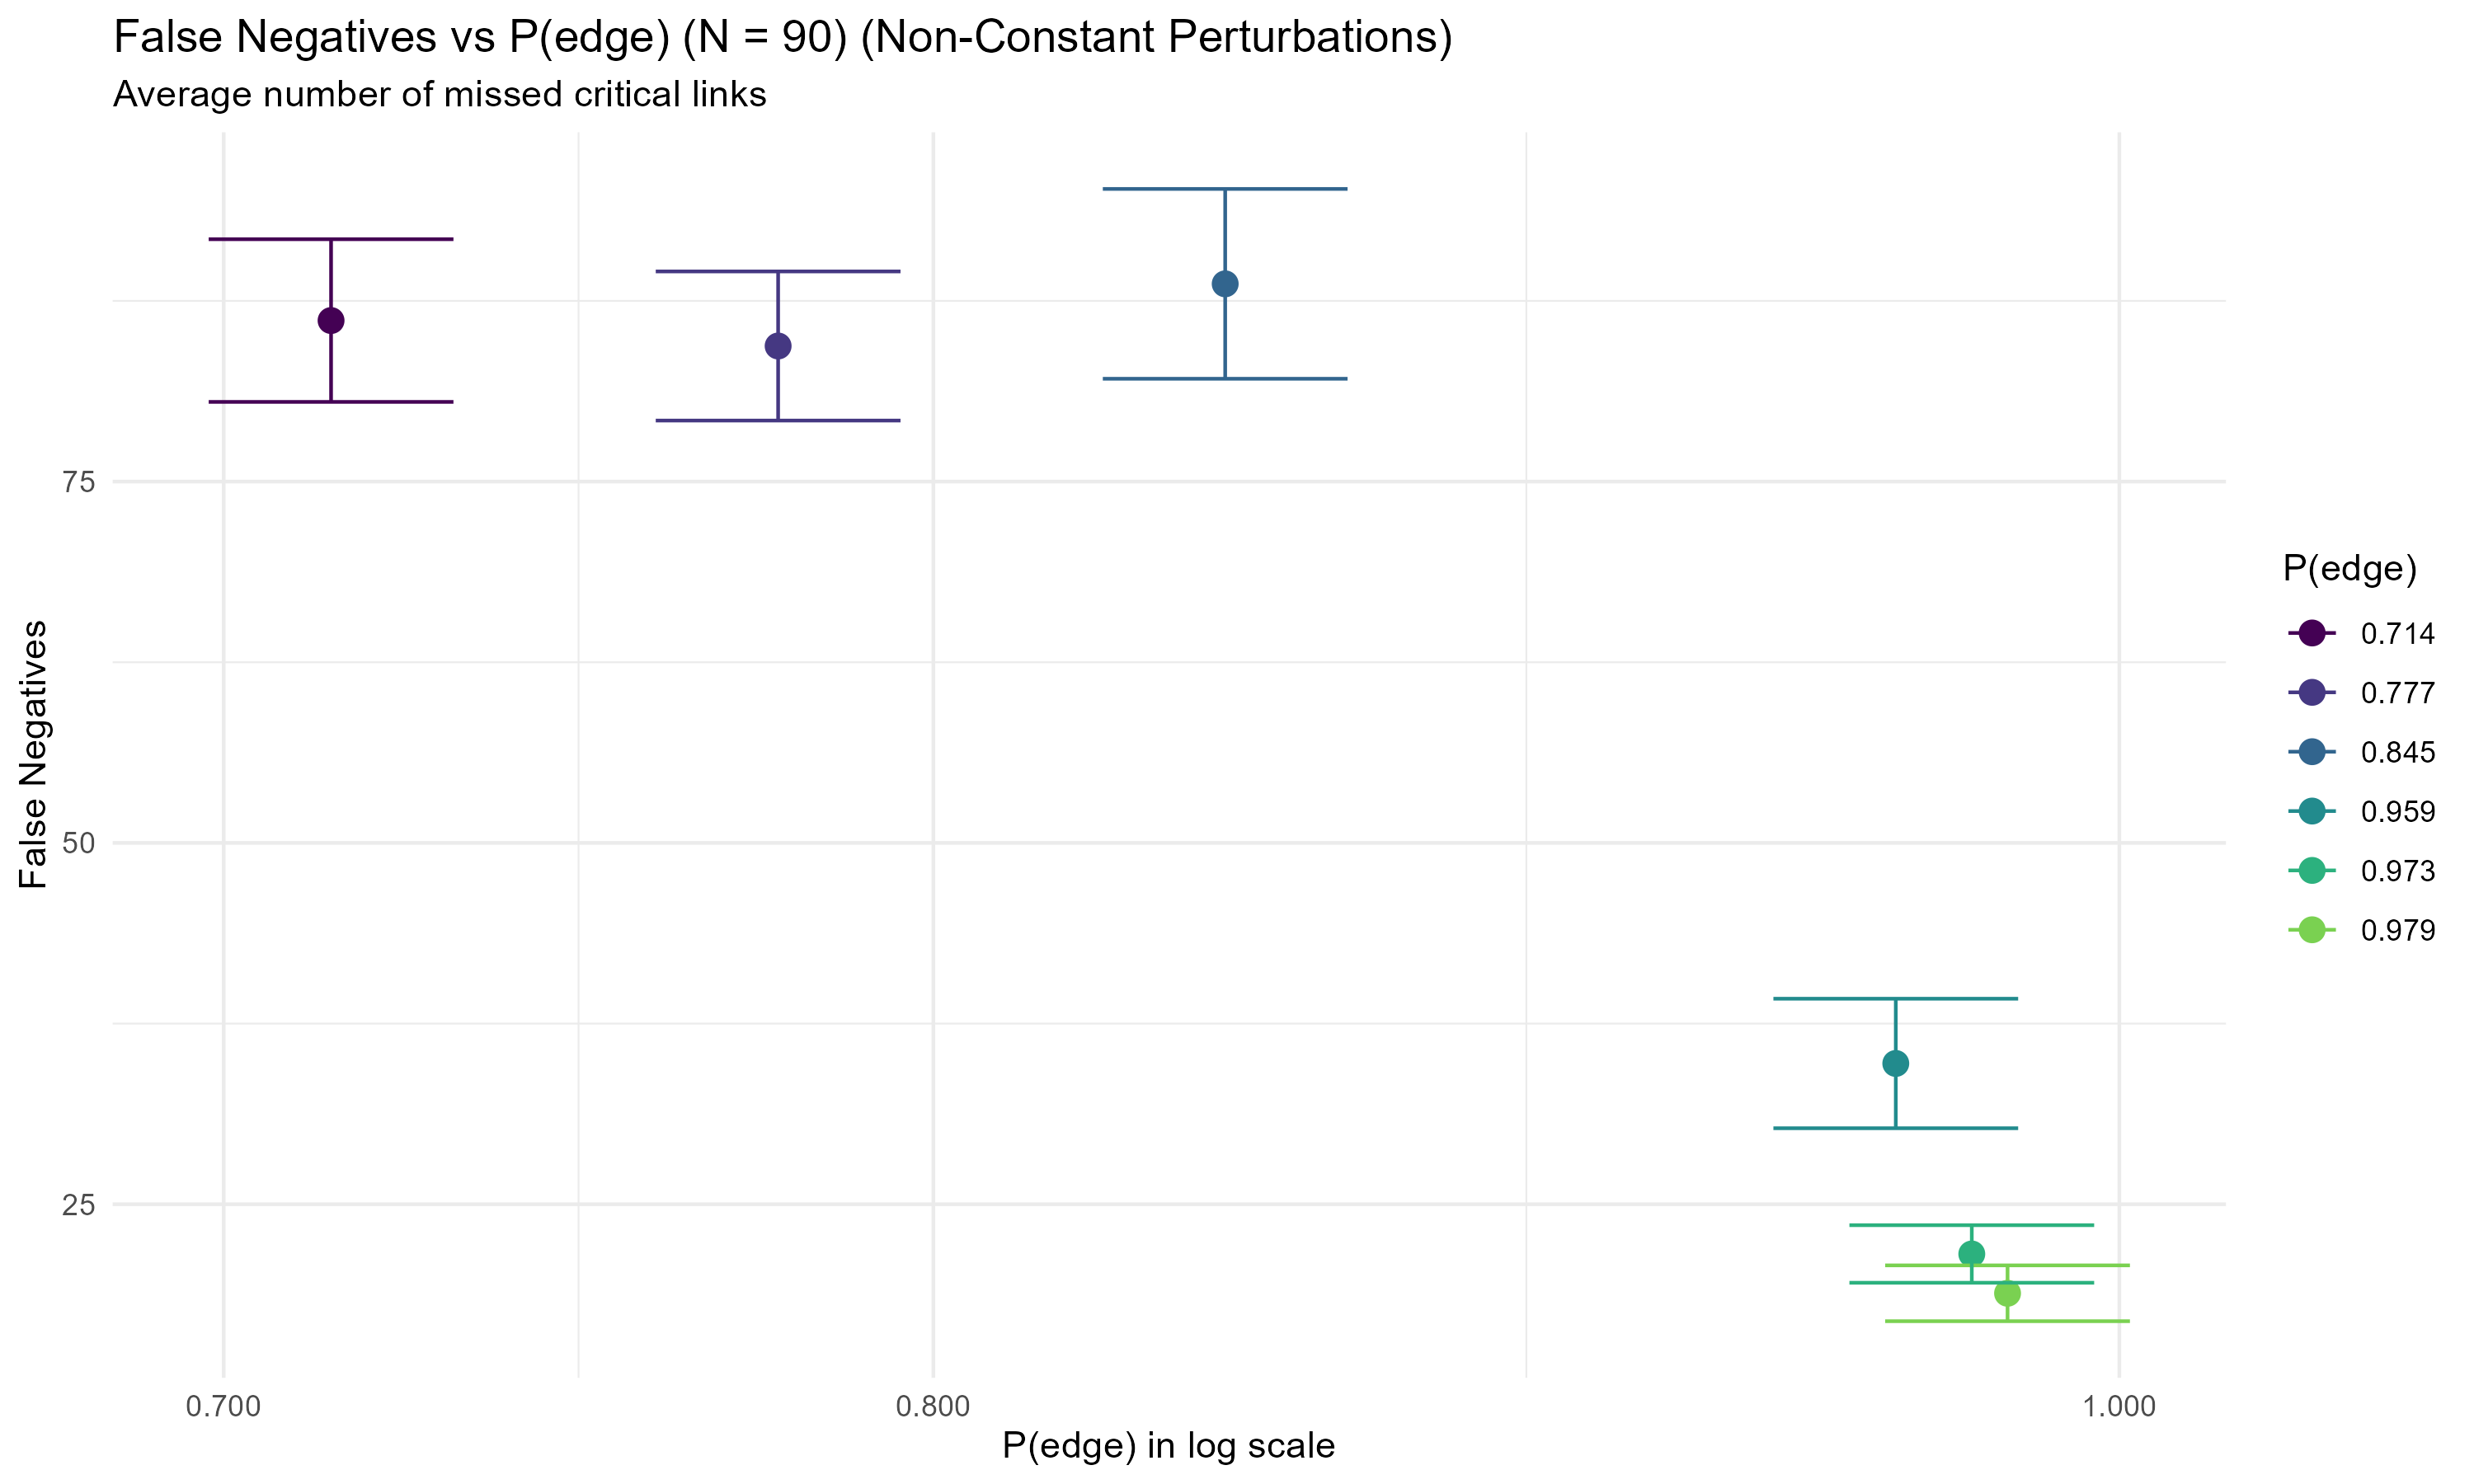 False Negatives vs P(edge) (N = 90) (Non-Constant Perturbations)
Average number of missed critical links
False Negatives
75
50
25
0.700
0.800
1.000
P(edge) in log scale
P(edge)
0.714
0.777
0.845
0.959
0.973
0.979